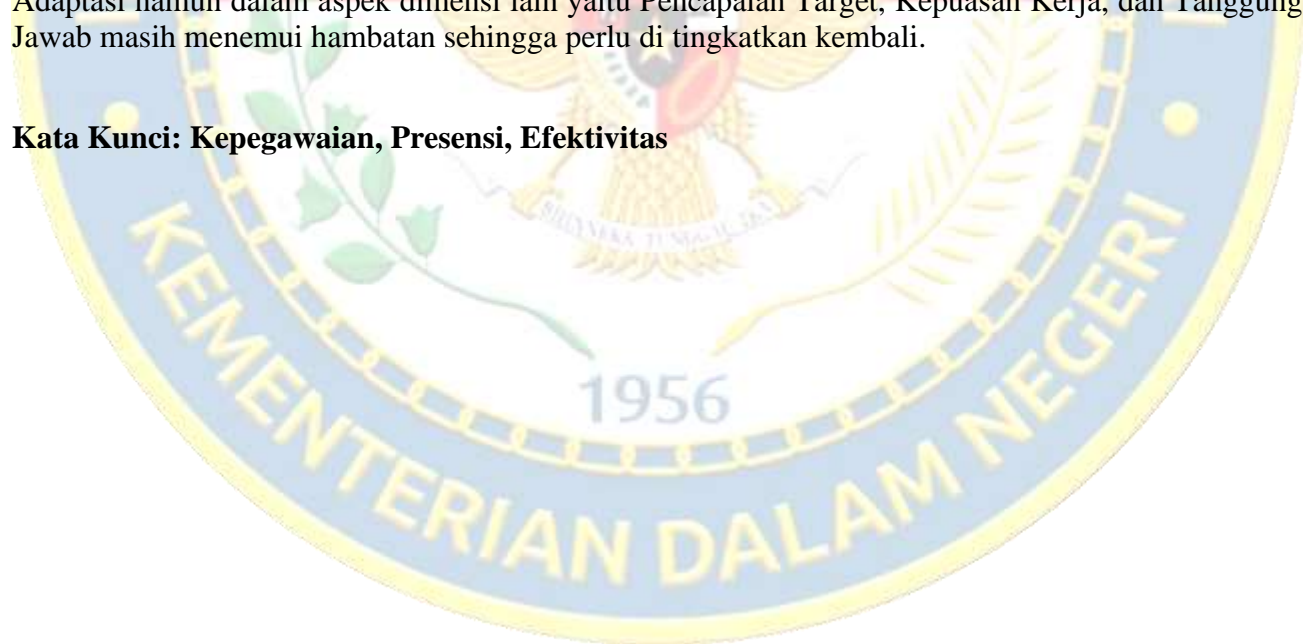 Adaptasi namun dalam aspek dimensi lain yaitu Pencapaian Target, Kepuasan Kerja, dan Tanggung
Jawab masih menemui hambatan sehingga perlu di tingkatkan kembali.
Kata Kunci: Kepegawaian, Presensi, Efektivitas
1956
KEMENTERIAN DALAM NEGERI